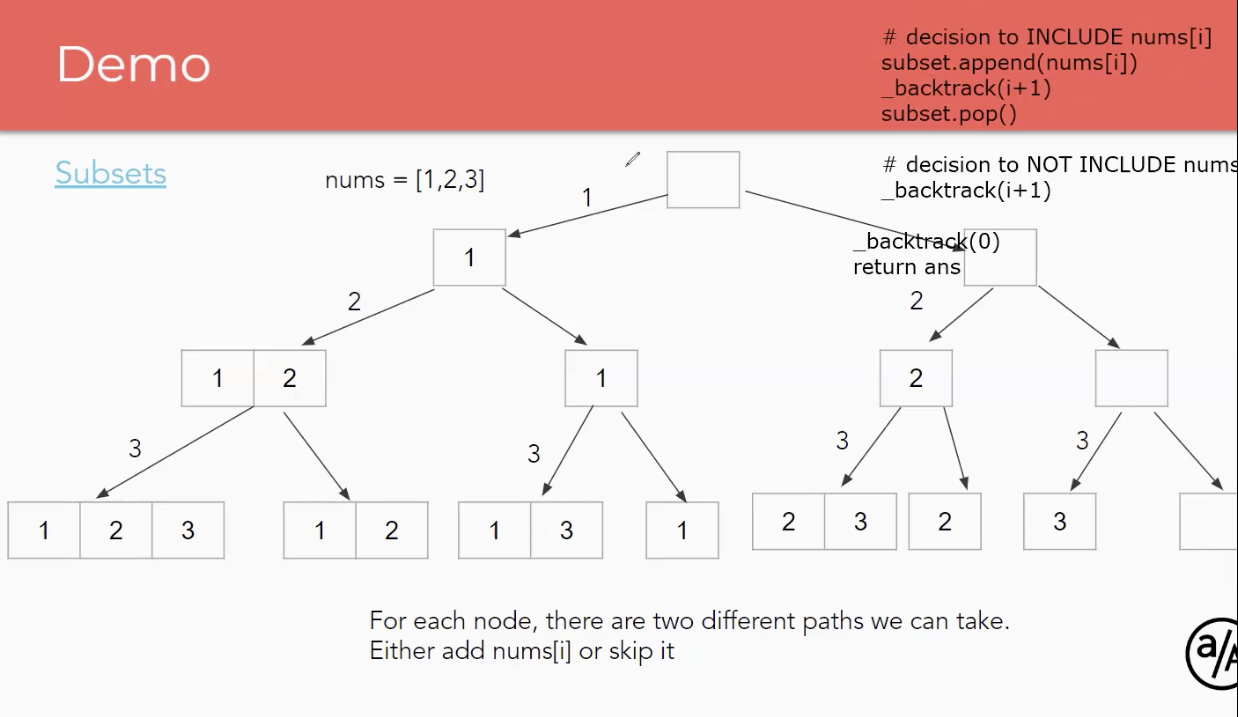 Demo
# decision to INCLUDE nums[i]
subset.append(nums[i])
_backtrack(i+1)
subset.pop()
# decision to NOT INCLUDE nums
_backtrack(i+1)
_backtrack(0)
return ans
Subsets
nums = [1,2,3]
1
1
2
2
1 2
1
2
3
3
3
3
1 2 3
1 2
1 3
1
2 3
2
3
For each node, there are two different paths we can take.
Either add nums[i] or skip it
a/A